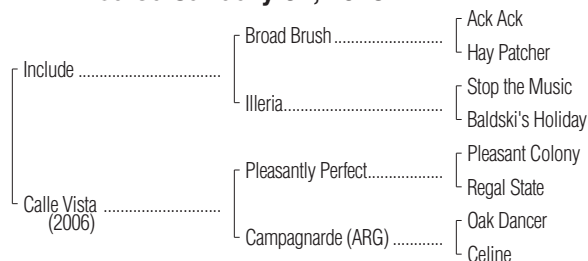 Broad Brush
Ack Ack
Hay Patcher
Include
Illeria
Stop the Music
Baldski's Holiday
Pleasantly Perfect
Pleasant Colony
Regal State
Calle Vista
(2006)
Campagnarde (ARG)
Oak Dancer
Celine